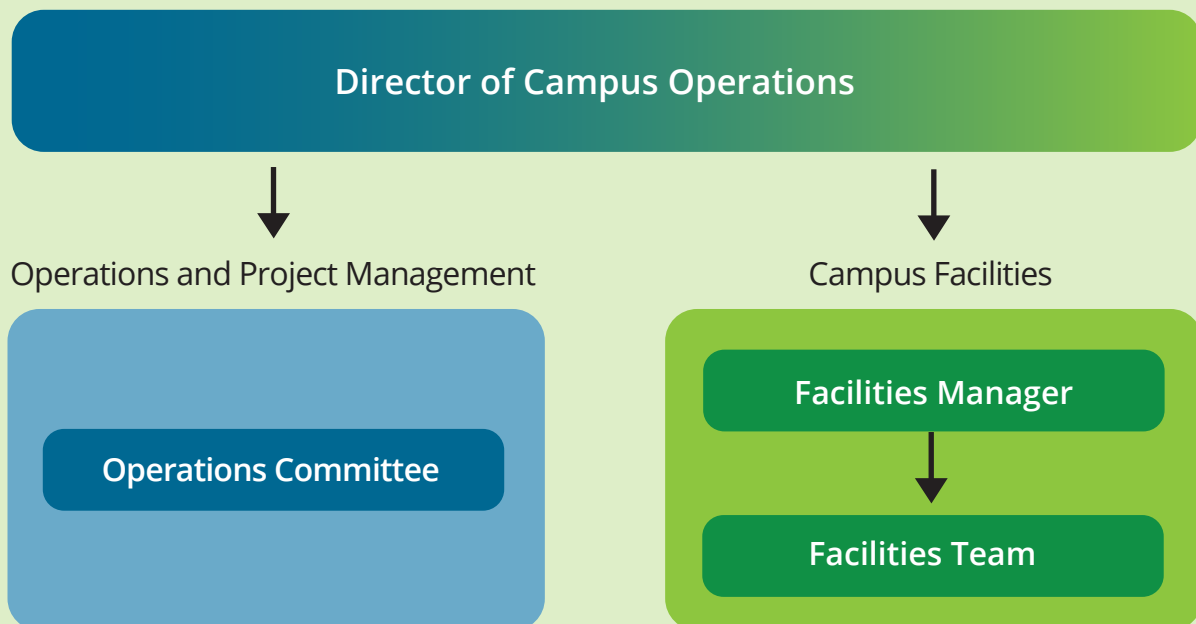 Director of Campus Operations
Operations and Project Management
Campus Facilities
Operations Committee
Facilities Manager
Facilities Team